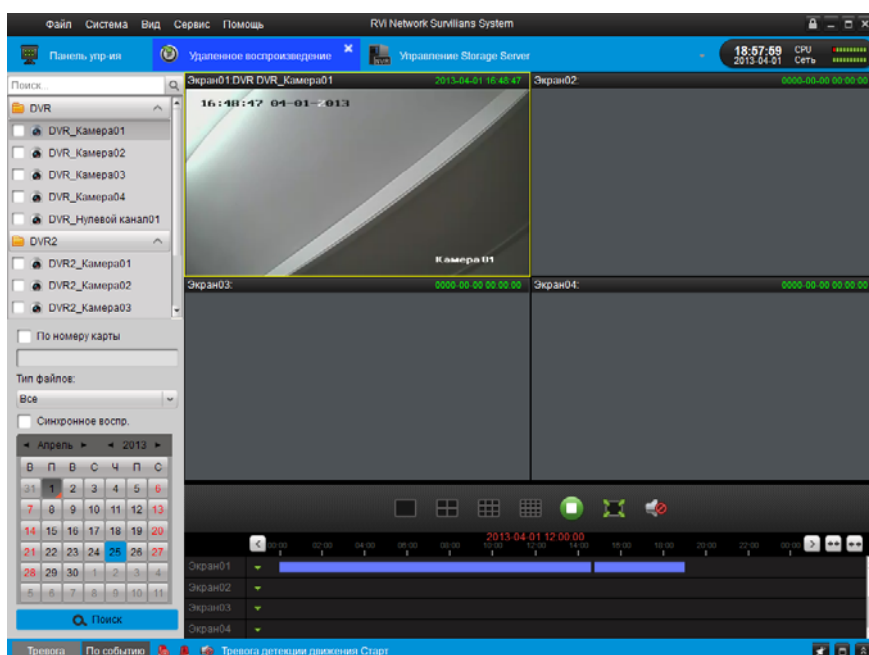 Файл Система Вид Сервис Помощь RVi Network Survilians System
Панель упр-ия Удаленное воспроизведение Управление Storage Server 18:57:59 CPU
2013-04-01 Сеть
Поиск...
DVR
DVR_Камера01
DVR_Камера02
DVR_Камера03
DVR_Камера04
DVR_Нулевой канал01
DVR2
DVR2_Камера01
DVR2_Камера02
DVR2_Камера03
По номеру карты
Тип файлов:
Все
Синхронное воспр.
Апрель 2013
В П В С Ч П С
31 1 2 3 4 5 6
7 8 9 10 11 12 13
14 15 16 17 18 19 20
21 22 23 24 25 26 27
28 29 30 1 2 3 4
5 6 7 8 9 10 11
Поиск
Экран01:DVR DVR_Камера01 2013-04-01 16:48:47
16:48:47 04-01-2013
Камера 01
Экран02: 0000-00-00 00:00:00
Экран03: 0000-00-00 00:00:00
Экран04: 0000-00-00 00:00:00
2013-04-01 12:00:00
00:00 02:00 04:00 06:00 08:00 10:00 12:00 14:00 16:00 18:00 20:00 22:00 00:00
Экран01
Экран02
Экран03
Экран04
Тревога По событию Тревога детекции движения Старт